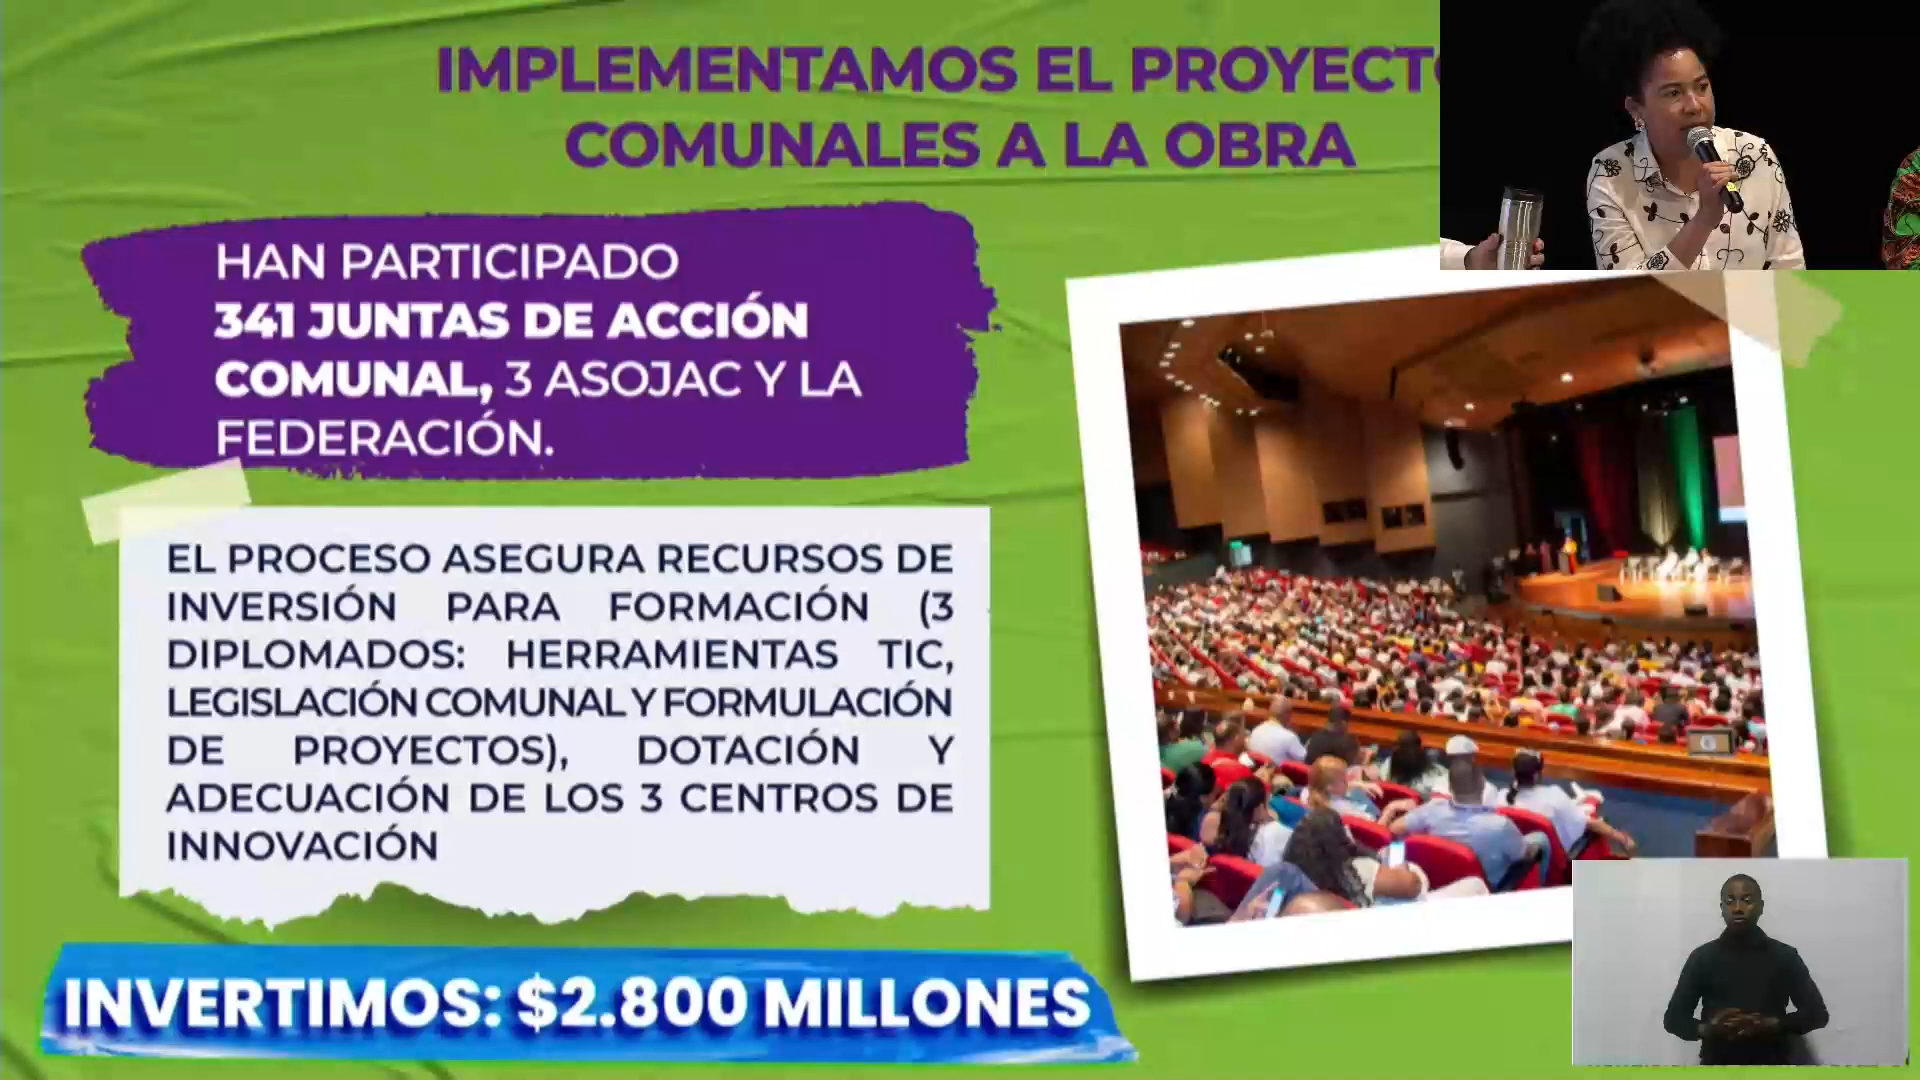 IMPLEMENTAMOS EL PROYECTO
COMUNALES A LA OBRA
HAN PARTICIPADO
341 JUNTAS DE ACCIÓN
COMUNAL, 3 ASOJAC Y LA
FEDERACIÓN.
EL PROCESO ASEGURA RECURSOS DE
INVERSIÓN PARA FORMACIÓN (3
DIPLOMADOS: HERRAMIENTAS TIC,
LEGISLACIÓN COMUNAL Y FORMULACIÓN
DE PROYECTOS), DOTACIÓN Y
ADECUACIÓN DE LOS 3 CENTROS DE
INNOVACIÓN
INVERTIMOS: $2.800 MILLONES